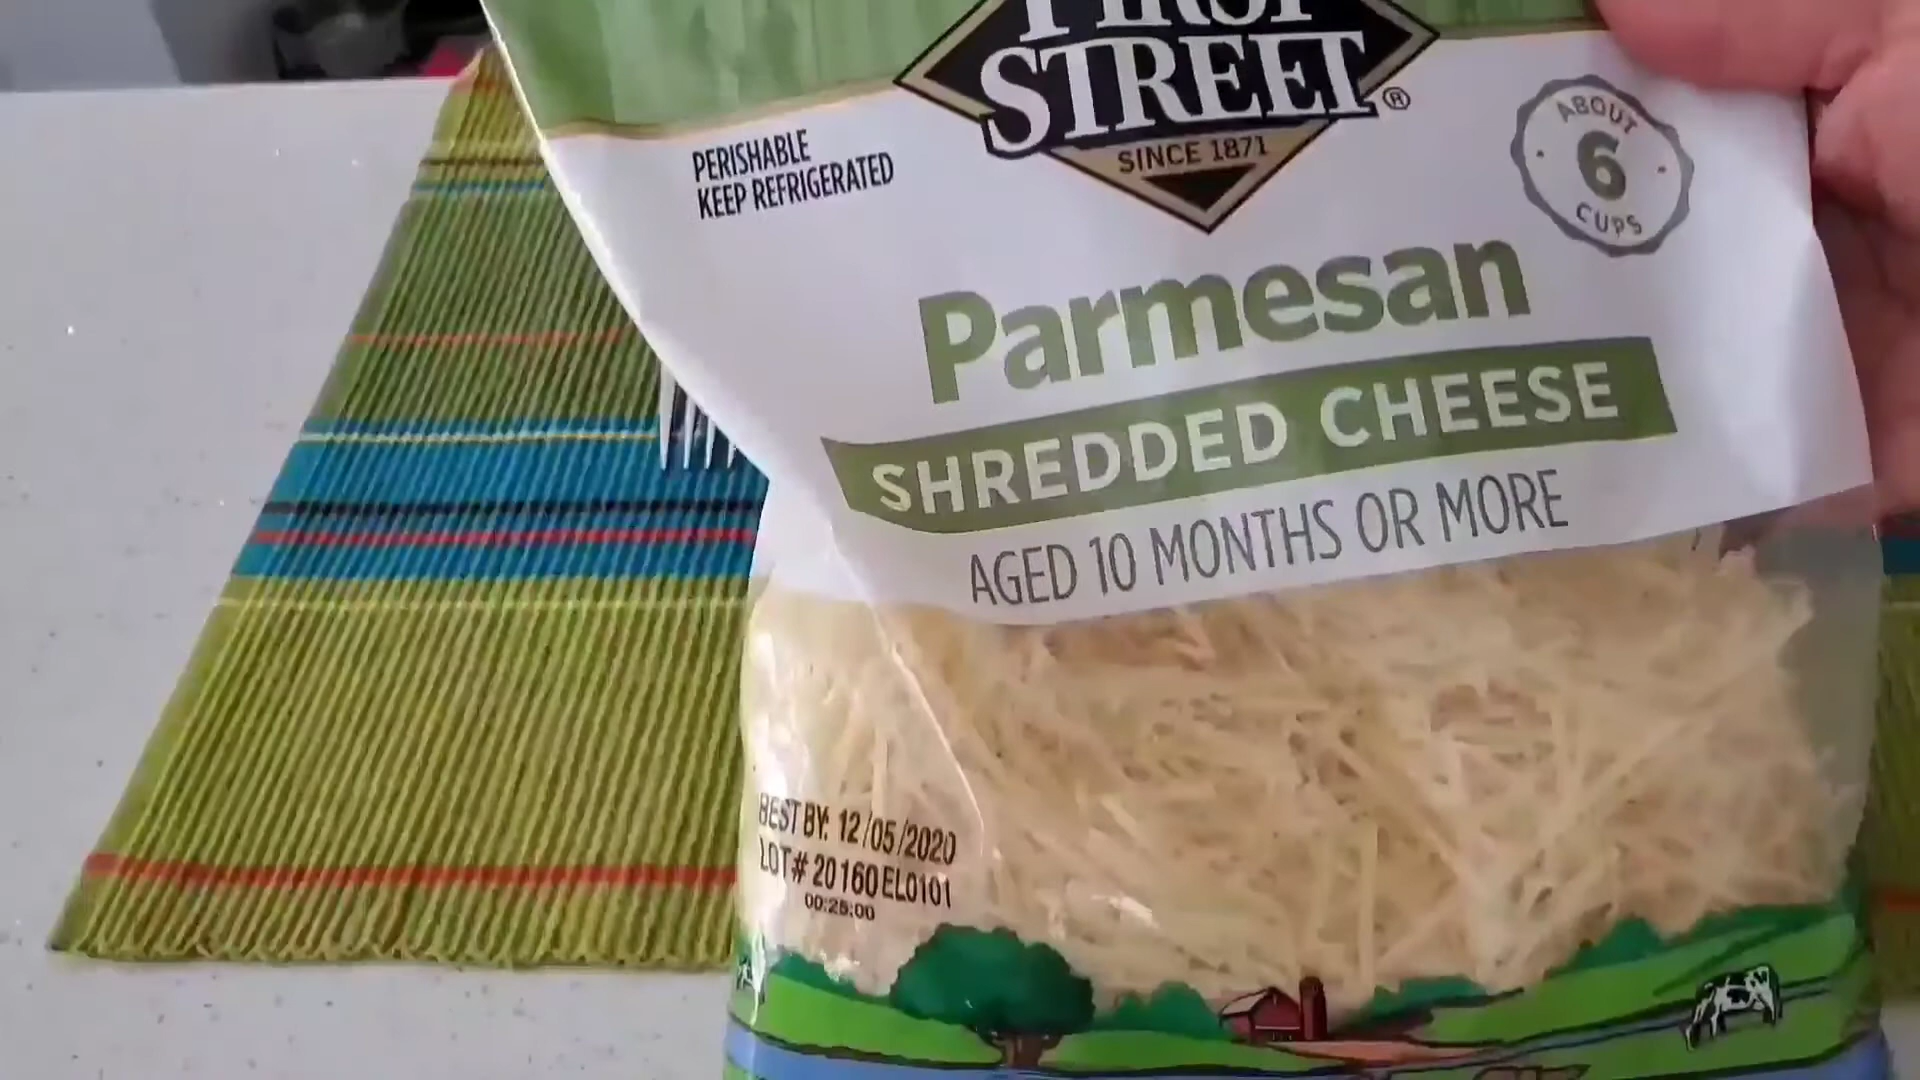 FIRST
STREET®
SINCE 1871
PERISHABLE
KEEP REFRIGERATED
ABOUT
6
CUPS
Parmesan
SHREDDED CHEESE
AGED 10 MONTHS OR MORE
BEST BY: 12/05/2020
LOT# 20160EL0101
00:25:00